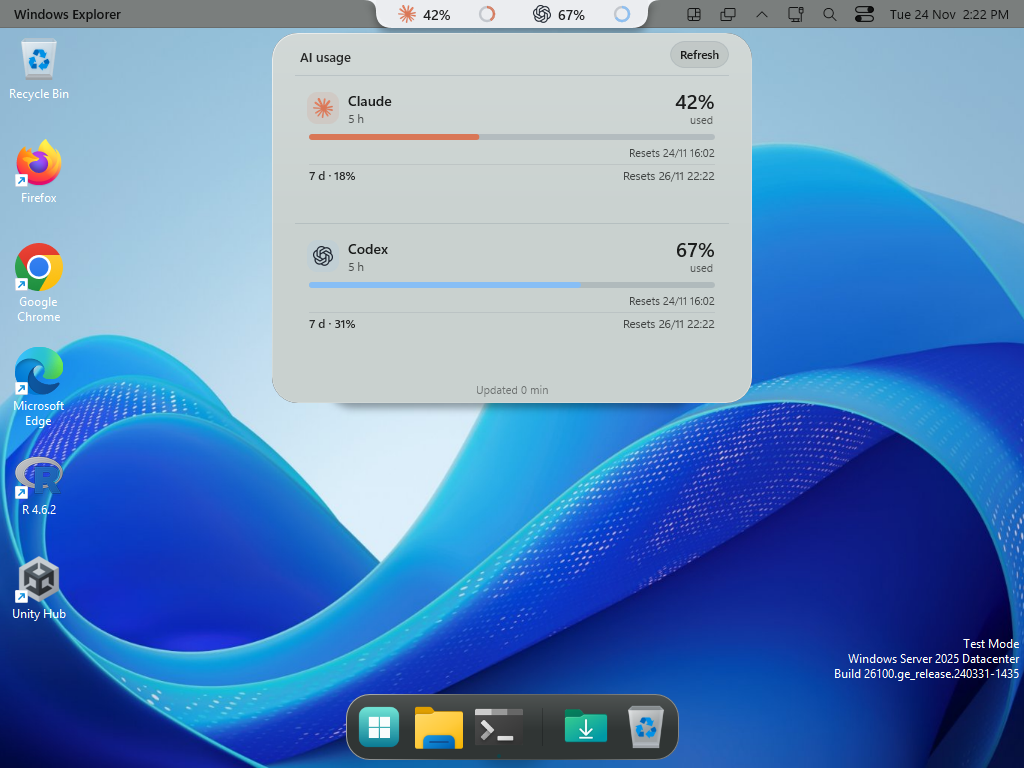 Windows Explorer
42%
67%
Tue 24 Nov 2:22 PM
AI usage
Refresh
Claude
5 h
42%
used
Resets 24/11 16:02
7 d · 18%
Resets 26/11 22:22
Codex
5 h
67%
used
Resets 24/11 16:02
7 d · 31%
Resets 26/11 22:22
Updated 0 min
Recycle Bin
Firefox
Google
Chrome
Microsoft
Edge
R 4.6.2
Unity Hub
Test Mode
Windows Server 2025 Datacenter
Build 26100.ge_release.240331-1435